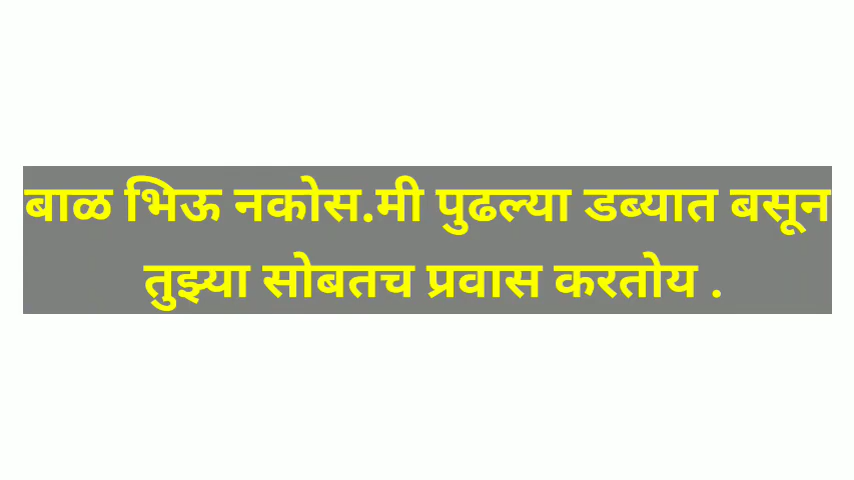 बाळ भिऊ नकोस.मी पुढल्या डब्यात बसून
तुझ्या सोबतच प्रवास करतोय .